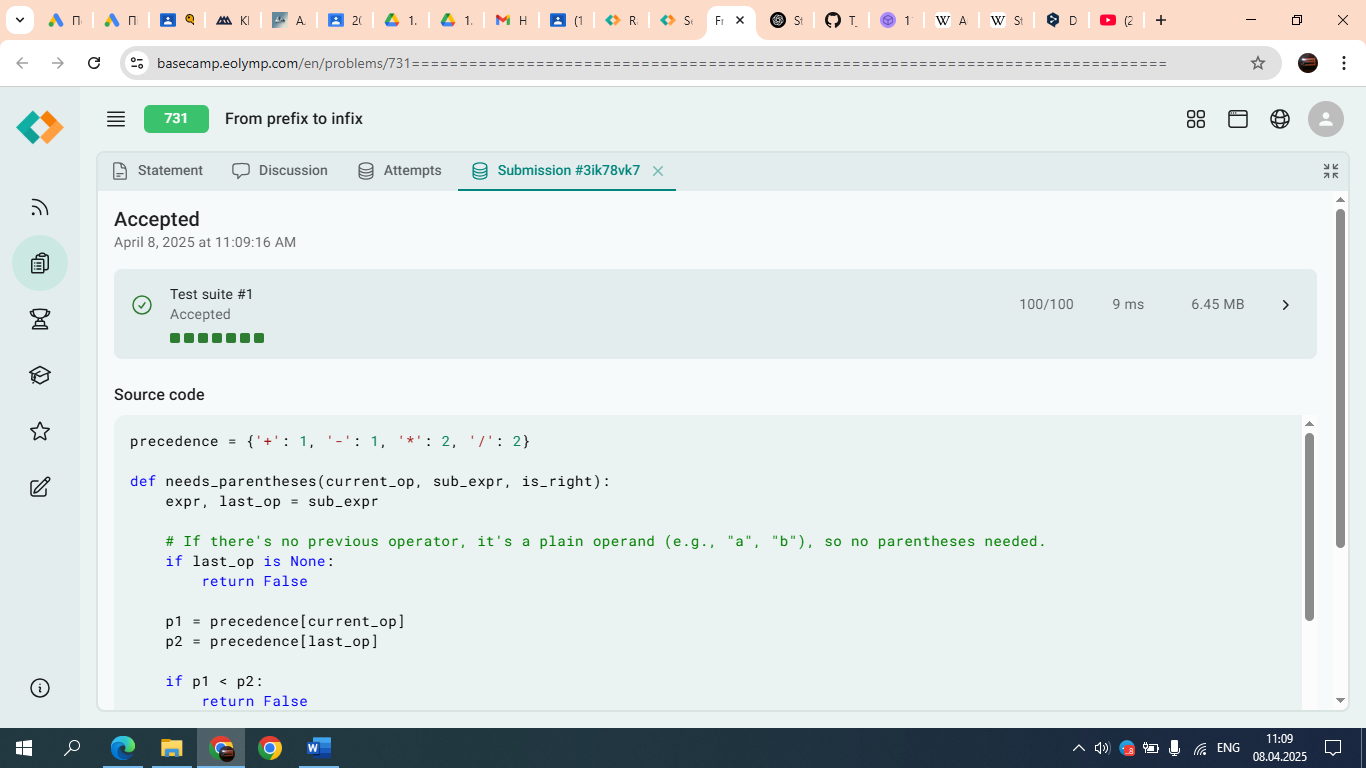 П
П
KI
A.
2(
1.
1.
H
(1
R.
S
Fr
St
T_
1'
A
St
D
(2
basecamp.eolymp.com/en/problems/731===============================================================================
731
From prefix to infix
Statement
Discussion
Attempts
Submission #3ik78vk7
Accepted
April 8, 2025 at 11:09:16 AM
Test suite #1
Accepted
100/100
9 ms
6.45 MB
Source code
precedence = {'+': 1, '-': 1, '*': 2, '/': 2}
def needs_parentheses(current_op, sub_expr, is_right):
expr, last_op = sub_expr
# If there's no previous operator, it's a plain operand (e.g., "a", "b"), so no parentheses needed.
if last_op is None:
return False
p1 = precedence[current_op]
p2 = precedence[last_op]
if p1 < p2:
return False
ENG
11:09
08.04.2025